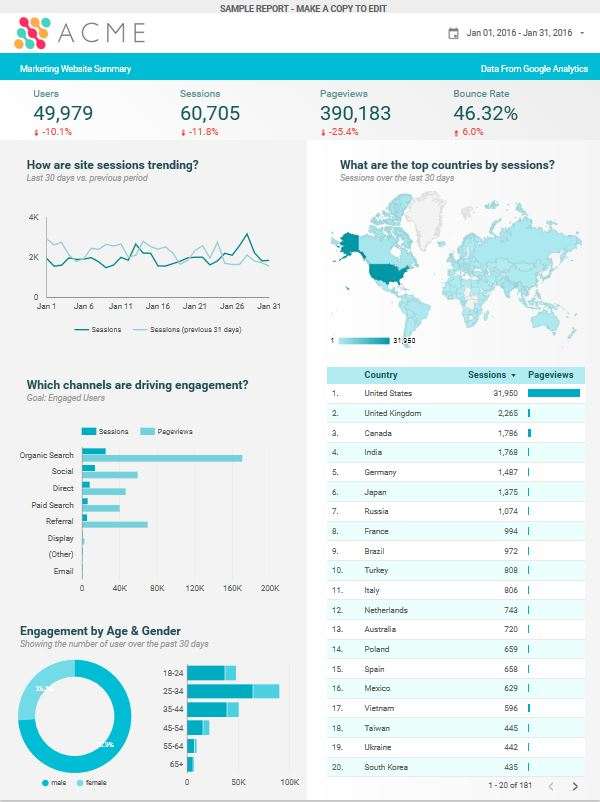 SAMPLE REPORT - MAKE A COPY TO EDIT
ACME
Jan 01, 2016 - Jan 31, 2016
Marketing Website Summary
Data From Google Analytics
Users
49,979
-10.1%
Sessions
60,705
-11.8%
Pageviews
390,183
-25.4%
Bounce Rate
46.32%
6.0%
How are site sessions trending?
Last 30 days vs. previous period
4K
2K
0
Jan 1 Jan 6 Jan 11 Jan 16 Jan 21 Jan 26 Jan 31
Sessions Sessions (previous 31 days)
What are the top countries by sessions?
Sessions over the last 30 days
1 31,950
Which channels are driving engagement?
Goal: Engaged Users
Sessions Pageviews
Organic Search
Social
Direct
Paid Search
Referral
Display
(Other)
Email
0 40K 80K 120K 160K 200K
Engagement by Age & Gender
Showing the number of user over the past 30 days
male female
18-24
25-34
35-44
45-54
55-64
65+
0 50K 100K
Country Sessions Pageviews
1. United States 31,950
2. United Kingdom 2,265
3. Canada 1,786
4. India 1,768
5. Germany 1,487
6. Japan 1,375
7. Russia 1,074
8. France 994
9. Brazil 972
10. Turkey 808
11. Italy 806
12. Netherlands 743
13. Australia 720
14. Poland 659
15. Spain 658
16. Mexico 629
17. Vietnam 596
18. Taiwan 445
19. Ukraine 442
20. South Korea 435
1 - 20 of 181